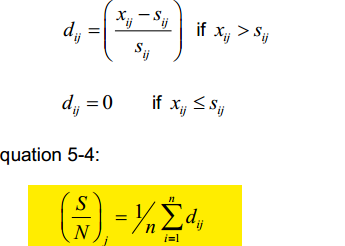 d_ij = ( (x_ij − s_ij) / s_ij ) if x_ij > s_ij
d_ij = 0 if x_ij ≤ s_ij
quation 5-4:
(S/N)_j = 1/n ∑_{i=1}^{n} d_ij